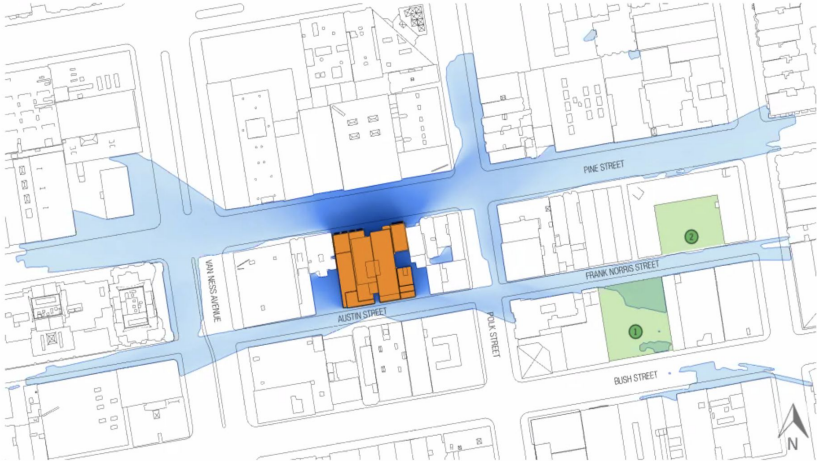 PINE STREET
2
VAN NESS AVENUE
FRANK NORRIS STREET
AUSTIN STREET
POLK STREET
1
BUSH STREET
N